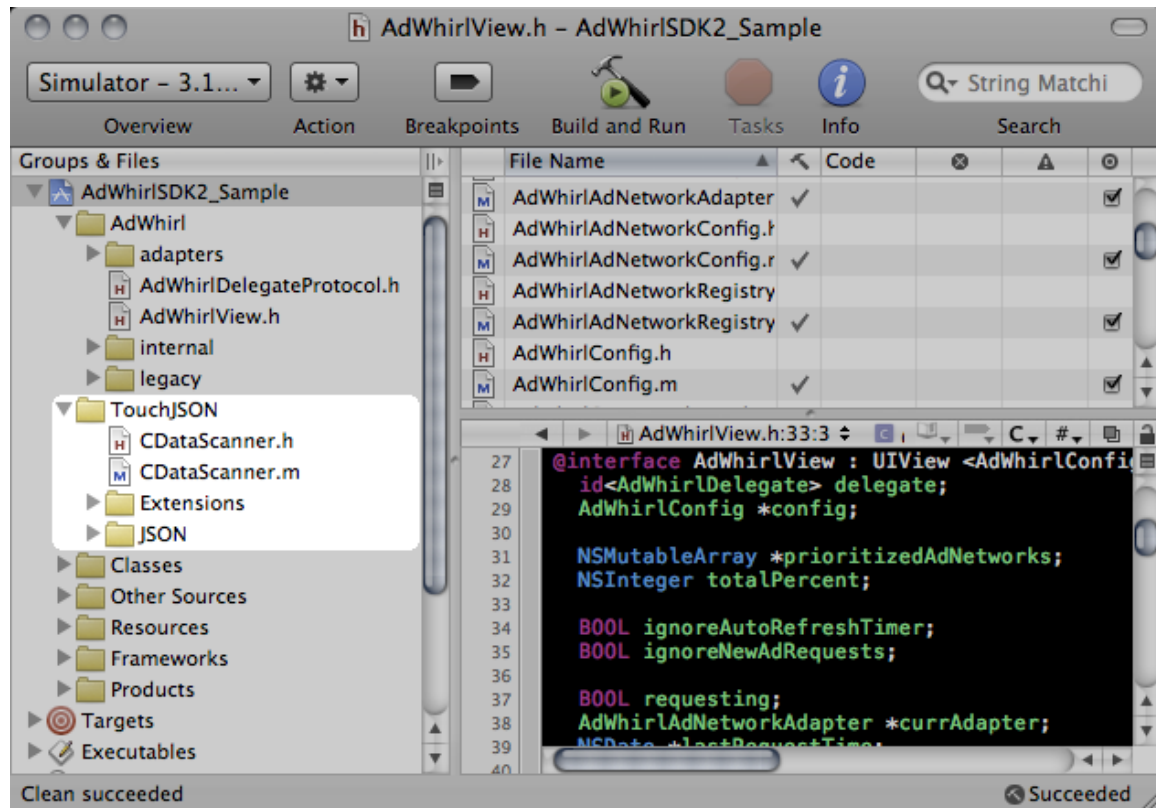 AdWhirlView.h – AdWhirlSDK2_Sample
Simulator – 3.1...
String Matchi
Overview
Action
Breakpoints
Build and Run
Tasks
Info
Search
Groups & Files
AdWhirlSDK2_Sample
AdWhirl
adapters
AdWhirlDelegateProtocol.h
AdWhirlView.h
internal
legacy
TouchJSON
CDataScanner.h
CDataScanner.m
Extensions
JSON
Classes
Other Sources
Resources
Frameworks
Products
Targets
Executables
File Name
Code
AdWhirlAdNetworkAdapter
AdWhirlAdNetworkConfig.h
AdWhirlAdNetworkConfig.r
AdWhirlAdNetworkRegistry
AdWhirlAdNetworkRegistry
AdWhirlConfig.h
AdWhirlConfig.m
AdWhirlView.h:33:3
C
#
27 @interface AdWhirlView : UIView <AdWhirlConfi
28 id<AdWhirlDelegate> delegate;
29 AdWhirlConfig *config;
30
31 NSMutableArray *prioritizedAdNetworks;
32 NSInteger totalPercent;
33
34 BOOL ignoreAutoRefreshTimer;
35 BOOL ignoreNewAdRequests;
36
37 BOOL requesting;
38 AdWhirlAdNetworkAdapter *currAdapter;
39 NSDate *lastRequestTime;
40
Clean succeeded
Succeeded